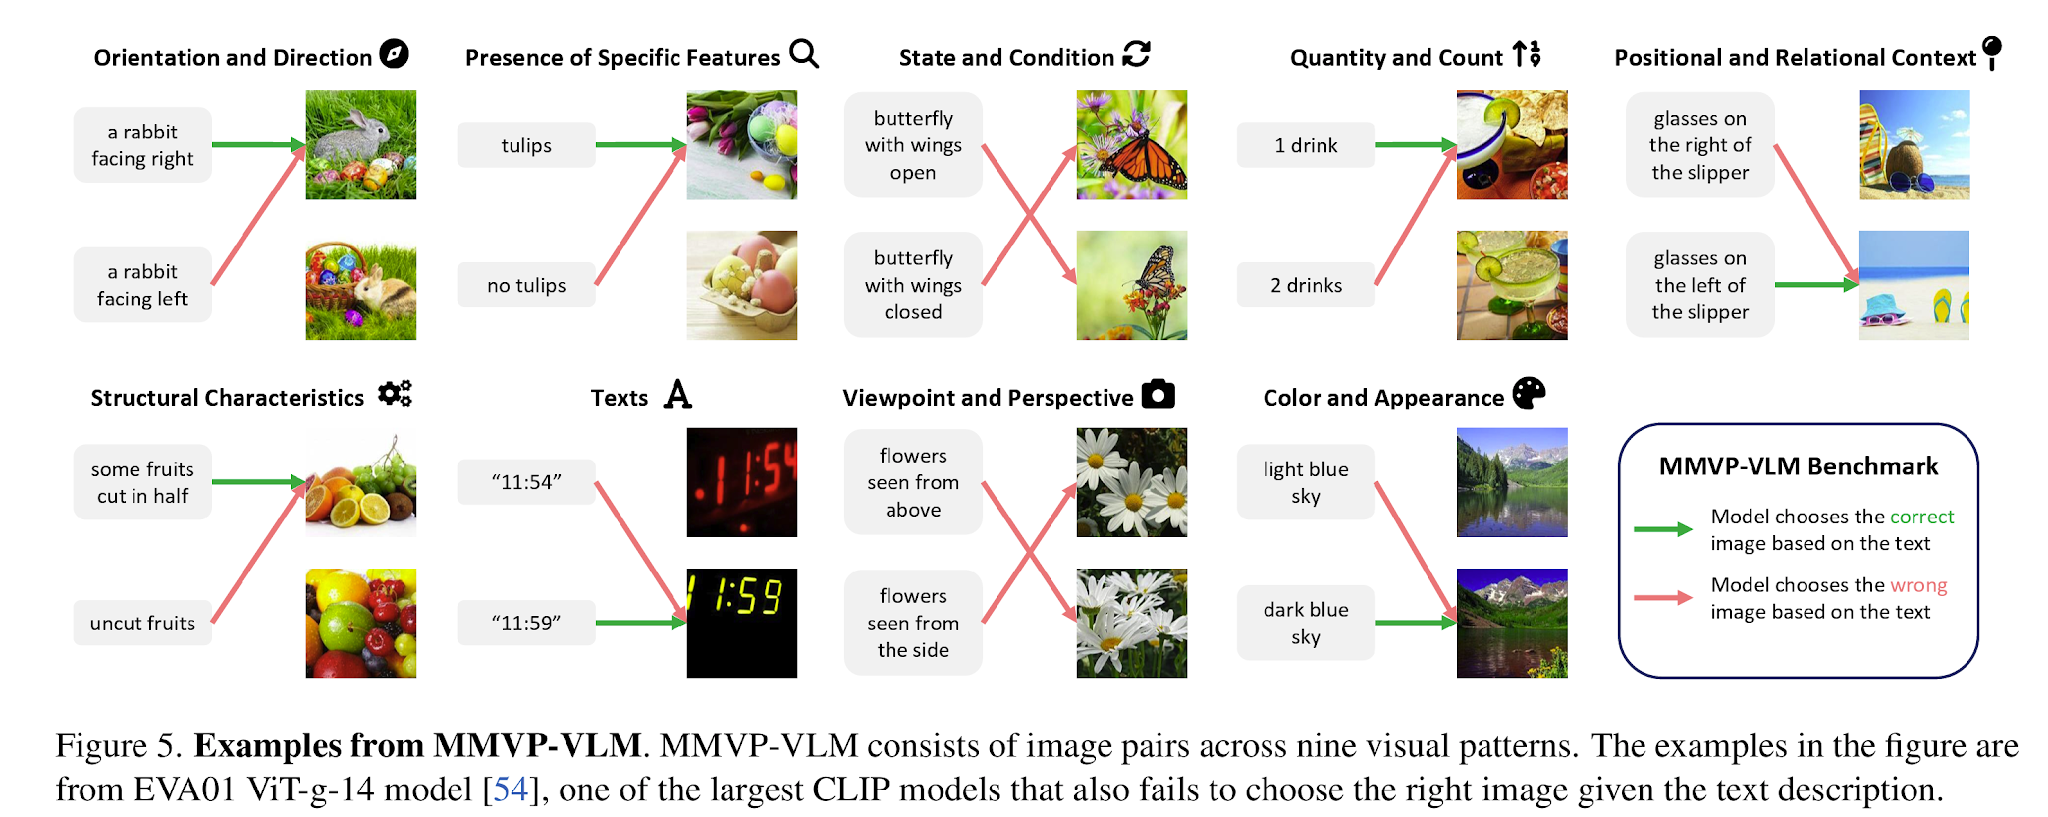 Orientation and Direction
a rabbit
facing right
a rabbit
facing left
Presence of Specific Features
tulips
no tulips
State and Condition
butterfly
with wings
open
butterfly
with wings
closed
Quantity and Count
1 drink
2 drinks
Positional and Relational Context
glasses on
the right of
the slipper
glasses on
the left of
the slipper
Structural Characteristics
some fruits
cut in half
uncut fruits
Texts
"11:54"
11:54
"11:59"
11:59
Viewpoint and Perspective
flowers
seen from
above
flowers
seen from
the side
Color and Appearance
light blue
sky
dark blue
sky
MMVP-VLM Benchmark
Model chooses the correct
image based on the text
Model chooses the wrong
image based on the text
Figure 5. Examples from MMVP-VLM. MMVP-VLM consists of image pairs across nine visual patterns. The examples in the figure are
from EVA01 ViT-g-14 model [54], one of the largest CLIP models that also fails to choose the right image given the text description.